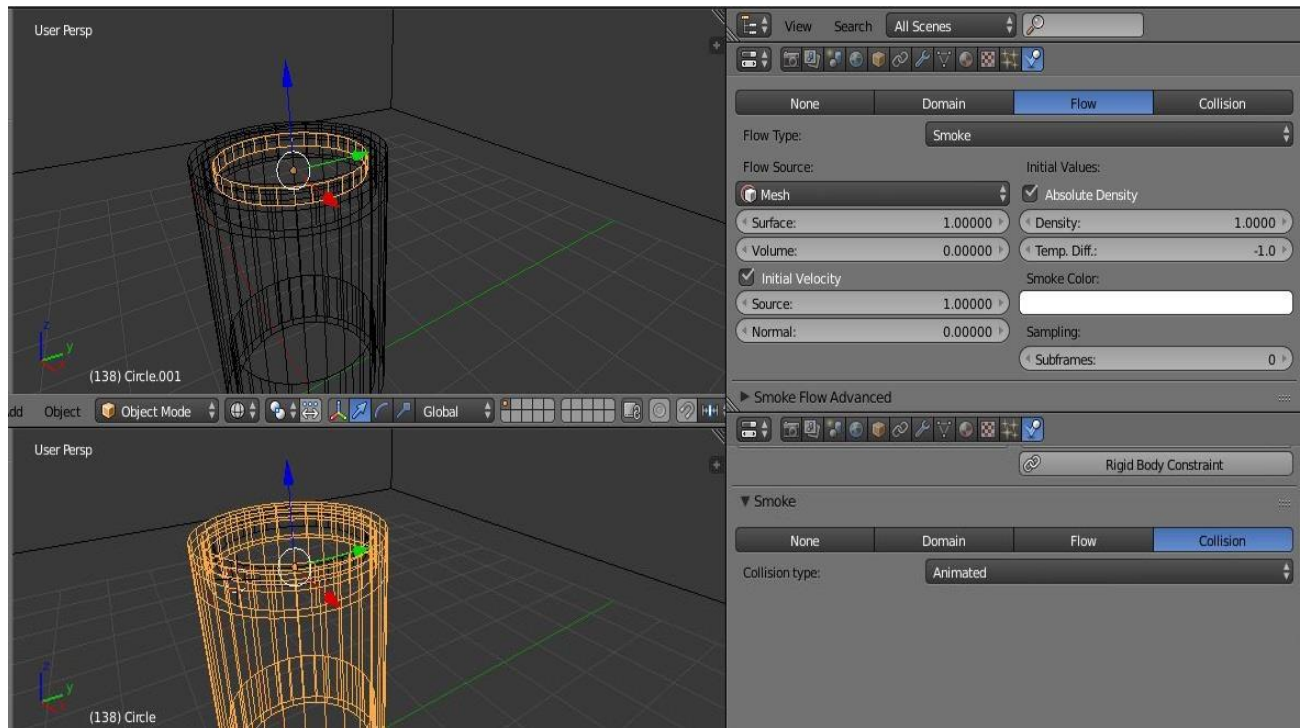 User Persp
(138) Circle.001
dd Object Object Mode Global
User Persp
(138) Circle
View Search All Scenes
None Domain Flow Collision
Flow Type: Smoke
Flow Source: Initial Values:
Mesh Absolute Density
Surface: 1.00000 Density: 1.0000
Volume: 0.00000 Temp. Diff.: -1.0
Initial Velocity Smoke Color:
Source: 1.00000
Normal: 0.00000 Sampling:
Subframes: 0
Smoke Flow Advanced
Rigid Body Constraint
Smoke
None Domain Flow Collision
Collision type: Animated
z
y
z
y